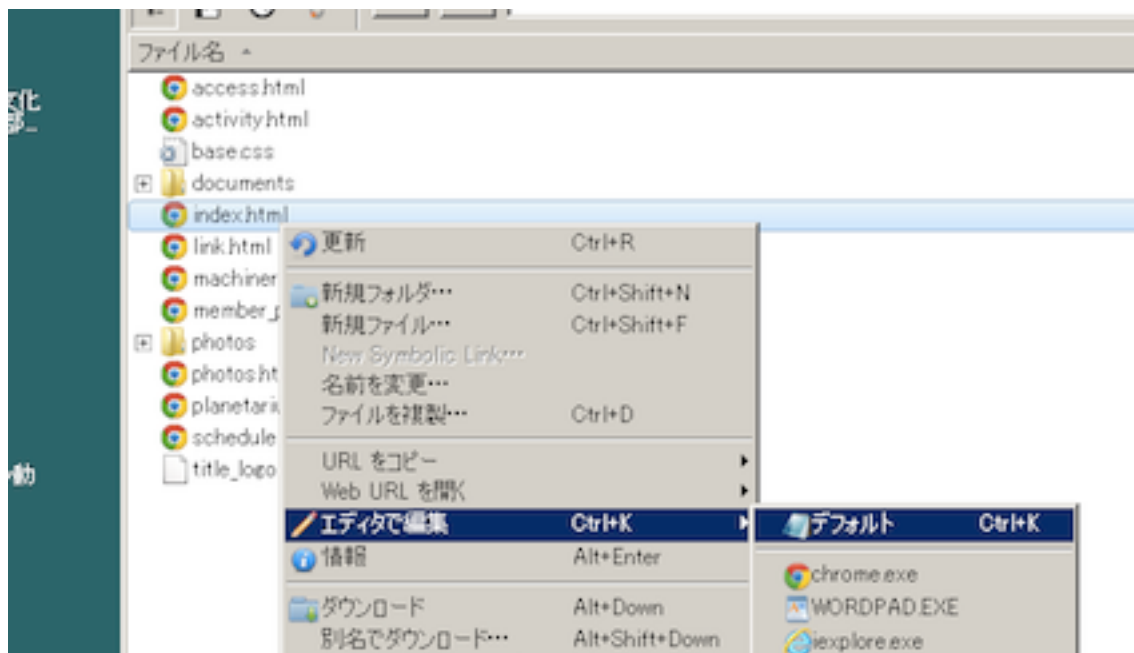 ファイル名
access.html
activity.html
base.css
documents
index.html
link.html
machiner
member_p
photos
photos.ht
planetari
schedule
title_logo
更新 Ctrl+R
新規フォルダ… Ctrl+Shift+N
新規ファイル… Ctrl+Shift+F
New Symbolic Link…
名前を変更…
ファイルを複製… Ctrl+D
URL をコピー
Web URL を開く
エディタで編集 Ctrl+K
情報 Alt+Enter
ダウンロード Alt+Down
別名でダウンロード… Alt+Shift+Down
デフォルト Ctrl+K
chrome.exe
WORDPAD.EXE
iexplore.exe